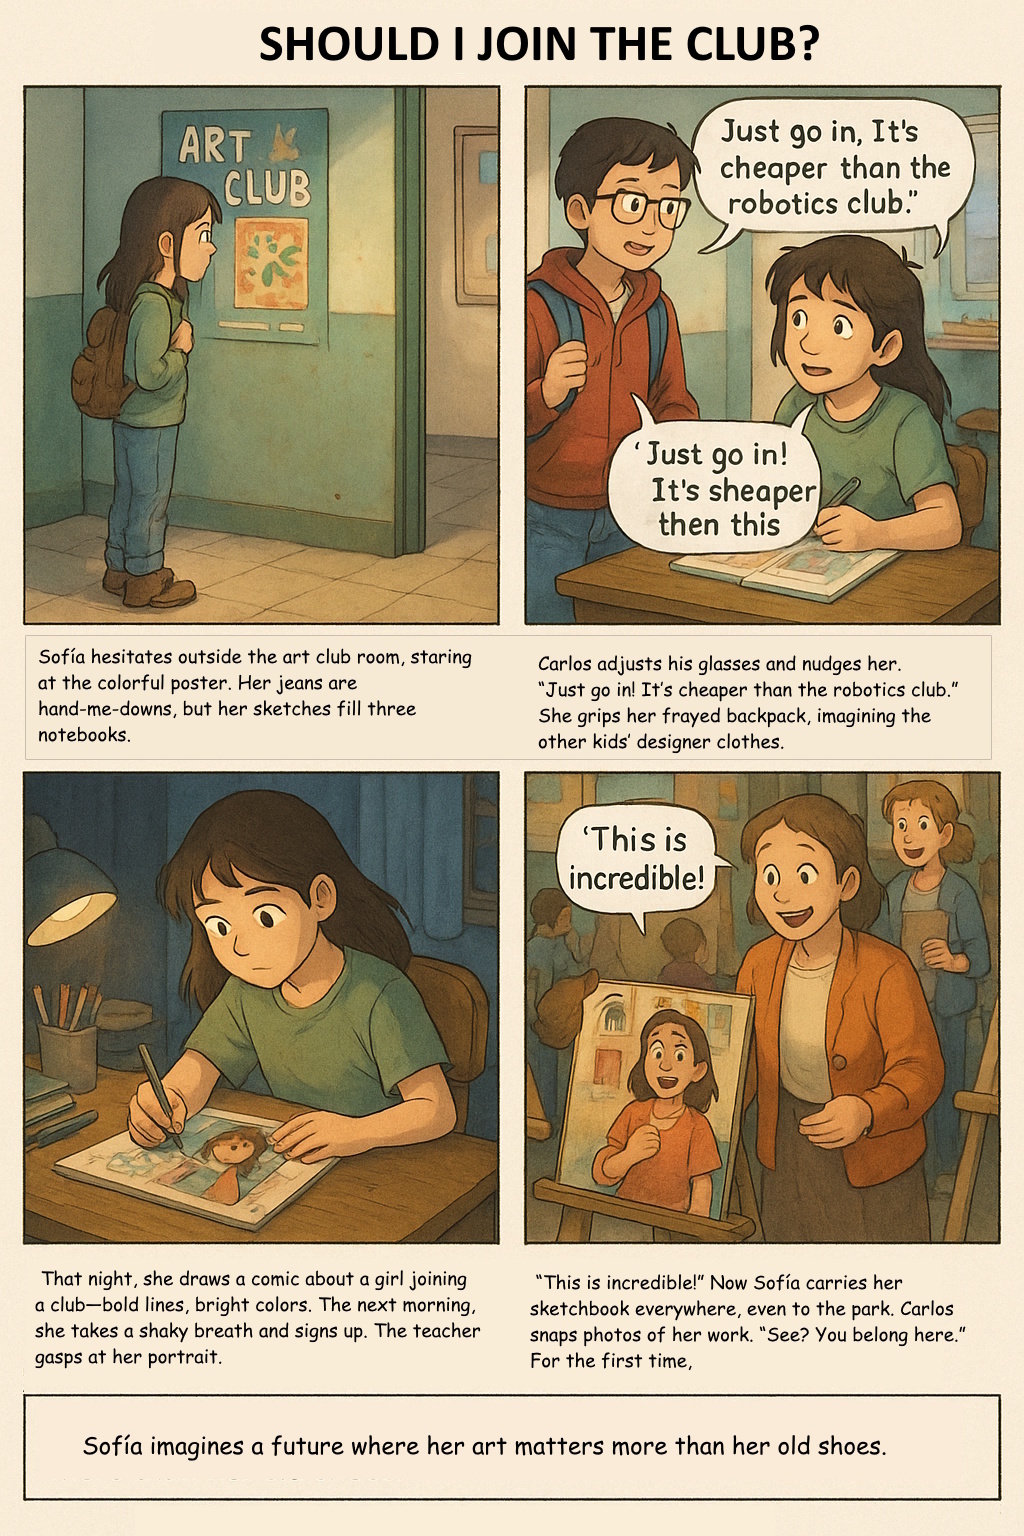 SHOULD I JOIN THE CLUB?
ART
CLUB
Just go in, It's
cheaper than the
robotics club."
‘Just go in!
It's sheaper
then this
Sofía hesitates outside the art club room, staring
at the colorful poster. Her jeans are
hand-me-downs, but her sketches fill three
notebooks.
Carlos adjusts his glasses and nudges her.
“Just go in! It’s cheaper than the robotics club.”
She grips her frayed backpack, imagining the
other kids’ designer clothes.
‘This is
incredible!
That night, she draws a comic about a girl joining
a club—bold lines, bright colors. The next morning,
she takes a shaky breath and signs up. The teacher
gasps at her portrait.
“This is incredible!” Now Sofía carries her
sketchbook everywhere, even to the park. Carlos
snaps photos of her work. “See? You belong here.”
For the first time,
Sofía imagines a future where her art matters more than her old shoes.